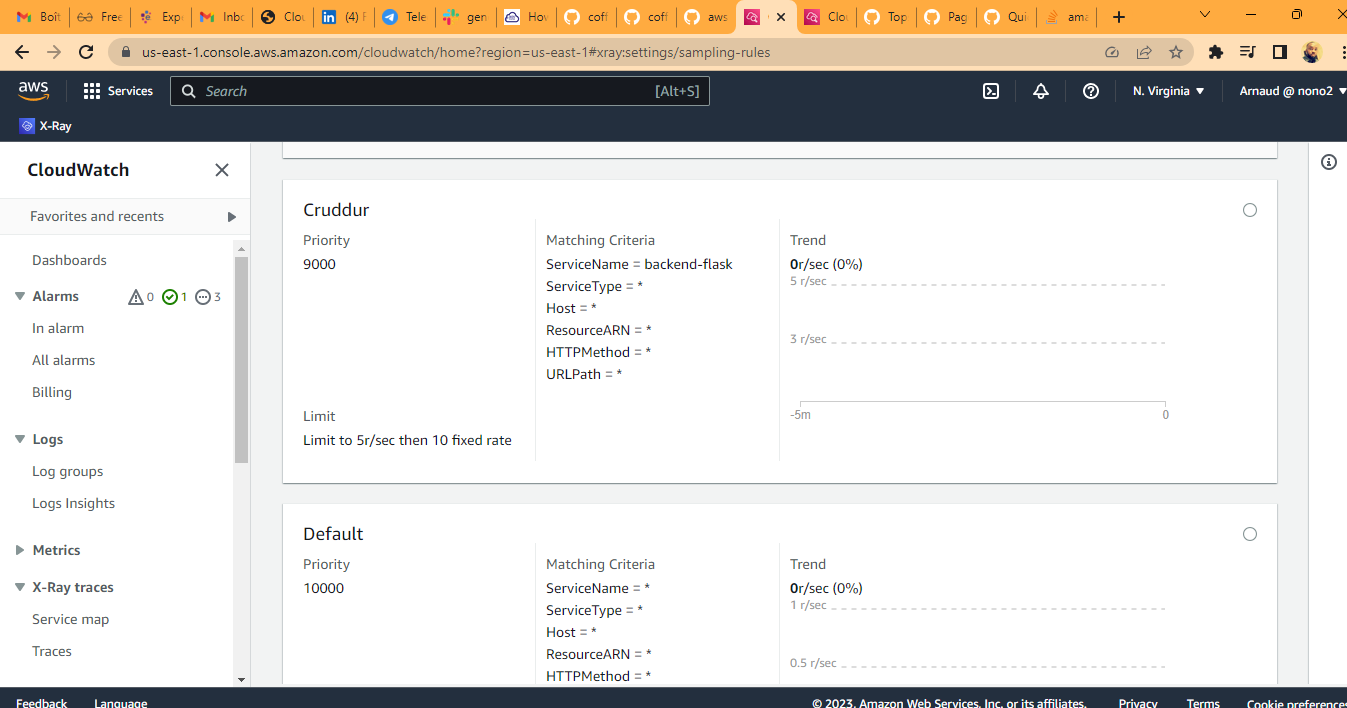 Boît
Free
Exp
Inbo
Clou
(4) F
Tele
gen
How
coff
coff
aws
Clou
Top
Pag
Qui
ama
us-east-1.console.aws.amazon.com/cloudwatch/home?region=us-east-1#xray:settings/sampling-rules
aws
Services
Search
[Alt+S]
N. Virginia
Arnaud @ nono2
X-Ray
CloudWatch
Favorites and recents
Dashboards
Alarms 0 1 3
In alarm
All alarms
Billing
Logs
Log groups
Logs Insights
Metrics
X-Ray traces
Service map
Traces
Cruddur
Priority
9000
Limit
Limit to 5r/sec then 10 fixed rate
Matching Criteria
ServiceName = backend-flask
ServiceType = *
Host = *
ResourceARN = *
HTTPMethod = *
URLPath = *
Trend
0r/sec (0%)
5 r/sec
3 r/sec
-5m 0
Default
Priority
10000
Matching Criteria
ServiceName = *
ServiceType = *
Host = *
ResourceARN = *
HTTPMethod = *
Trend
0r/sec (0%)
1 r/sec
0.5 r/sec
Feedback
Language
© 2023, Amazon Web Services, Inc. or its affiliates.
Privacy
Terms
Cookie preferences